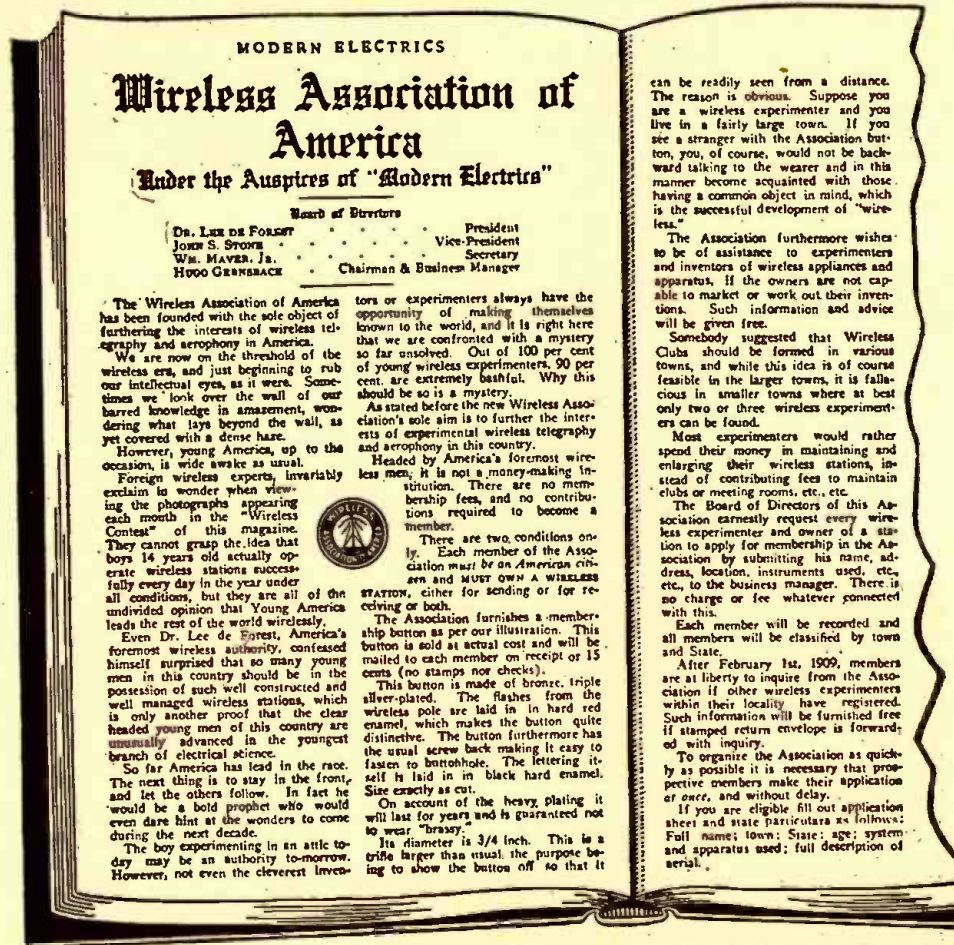 MODERN ELECTRICS
Wireless Association of
America
Under the Auspices of "Modern Electrics"
Board of Directors
DR. LEE DE FOREST President
JOHN S. STONE Vice-President
WM. MAVER, JR. Secretary
HUGO GERNSBACK Chairman & Business Manager
The Wireless Association of America
has been founded with the sole object of
furthering the interests of wireless tel-
egraphy and aerophony in America.
We are now on the threshold of the
wireless era, and just beginning to rub
our intellectual eyes, as it were. Some-
times we look over the wall of our
barred knowledge in amazement, won-
dering what lays beyond the wall, as
yet covered with a dense haze.
However, young America, up to the
occasion, is wide awake as usual.
Foreign wireless experts, invariably
exclaim in wonder when view-
ing the photographs appearing
each month in the "Wireless
Contest" of this magazine.
They cannot grasp the idea that
boys 14 years old actually op-
erate wireless stations success-
fully every day in the year under
all conditions, but they are all of the
undivided opinion that Young America
leads the rest of the world wirelessly.
Even Dr. Lee de Forest, America's
foremost wireless authority, confessed
himself surprised that so many young
men in this country should be in the
possession of such well constructed and
well managed wireless stations, which
is only another proof that the clear
headed young men of this country are
unusually advanced in the youngest
branch of electrical science.
So far America has lead in the race.
The next thing is to stay in the front,
and let the others follow. In fact he
would be a bold prophet who would
even dare hint at the wonders to come
during the next decade.
The boy experimenting in an attic to-
day may be an authority to-morrow.
However, not even the cleverest inven-
tors or experimenters always have the
opportunity of making themselves
known to the world, and it is right here
that we are confronted with a mystery
so far unsolved. Out of 100 per cent
of young wireless experimenters, 90 per
cent. are extremely bashful. Why this
should be so is a mystery.
As stated before the new Wireless Asso-
ciation's sole aim is to further the inter-
ests of experimental wireless telegraphy
and aerophony in this country.
Headed by America's foremost wire-
less men, it is not a money-making in-
stitution. There are no mem-
bership fees, and no contribu-
tions required to become a
member.
There are two conditions on-
ly. Each member of the Asso-
ciation must be an American citi-
zen and MUST OWN A WIRELESS
STATION, either for sending or for re-
ceiving or both.
The Association furnishes a member-
ship button as per our illustration. This
button is sold at actual cost and will be
mailed to each member on receipt or 15
cents (no stamps nor checks).
This button is made of bronze, triple
silver-plated. The flashes from the
wireless pole are laid in in hard red
enamel, which makes the button quite
distinctive. The button furthermore has
the usual screw back making it easy to
fasten to buttonhole. The lettering it-
self is laid in in black hard enamel.
Size exactly as cut.
On account of the heavy plating it
will last for years and is guaranteed not
to wear "brassy."
Its diameter is 3/4 inch. This is a
trifle larger than usual, the purpose be-
ing to show the button off so that it
can be readily seen from a distance.
The reason is obvious. Suppose you
are a wireless experimenter and you
live in a fairly large town. If you
see a stranger with the Association but-
ton, you, of course, would not be back-
ward talking to the wearer and in this
manner become acquainted with those
having a common object in mind, which
is the successful development of "wire-
less."
The Association furthermore wishes
to be of assistance to experimenters
and inventors of wireless appliances and
apparatus, if the owners are not cap-
able to market or work out their inven-
tions. Such information and advice
will be given free.
Somebody suggested that Wireless
Clubs should be formed in various
towns, and while this idea is of course
feasible in the larger towns, it is falla-
cious in smaller towns where at best
only two or three wireless experiment-
ers can be found.
Most experimenters would rather
spend their money in maintaining and
enlarging their wireless stations, in-
stead of contributing fees to maintain
clubs or meeting rooms, etc., etc.
The Board of Directors of this As-
sociation earnestly request every wire-
less experimenter and owner of a sta-
tion to apply for membership in the As-
sociation by submitting his name, ad-
dress, location, instruments used, etc.,
etc., to the business manager. There is
no charge or fee whatever connected
with this.
Each member will be recorded and
all members will be classified by town
and State.
After February 1st, 1909, members
are at liberty to inquire from the Asso-
ciation if other wireless experimenters
within their locality have registered.
Such information will be furnished free
if stamped return envelope is forward-
ed with inquiry.
To organize the Association as quick-
ly as possible it is necessary that pros-
pective members make their application
at once, and without delay.
If you are eligible fill out application
sheet and state particulars as follows:
Full name; town; State; age; system
and apparatus used; full description of
aerial.